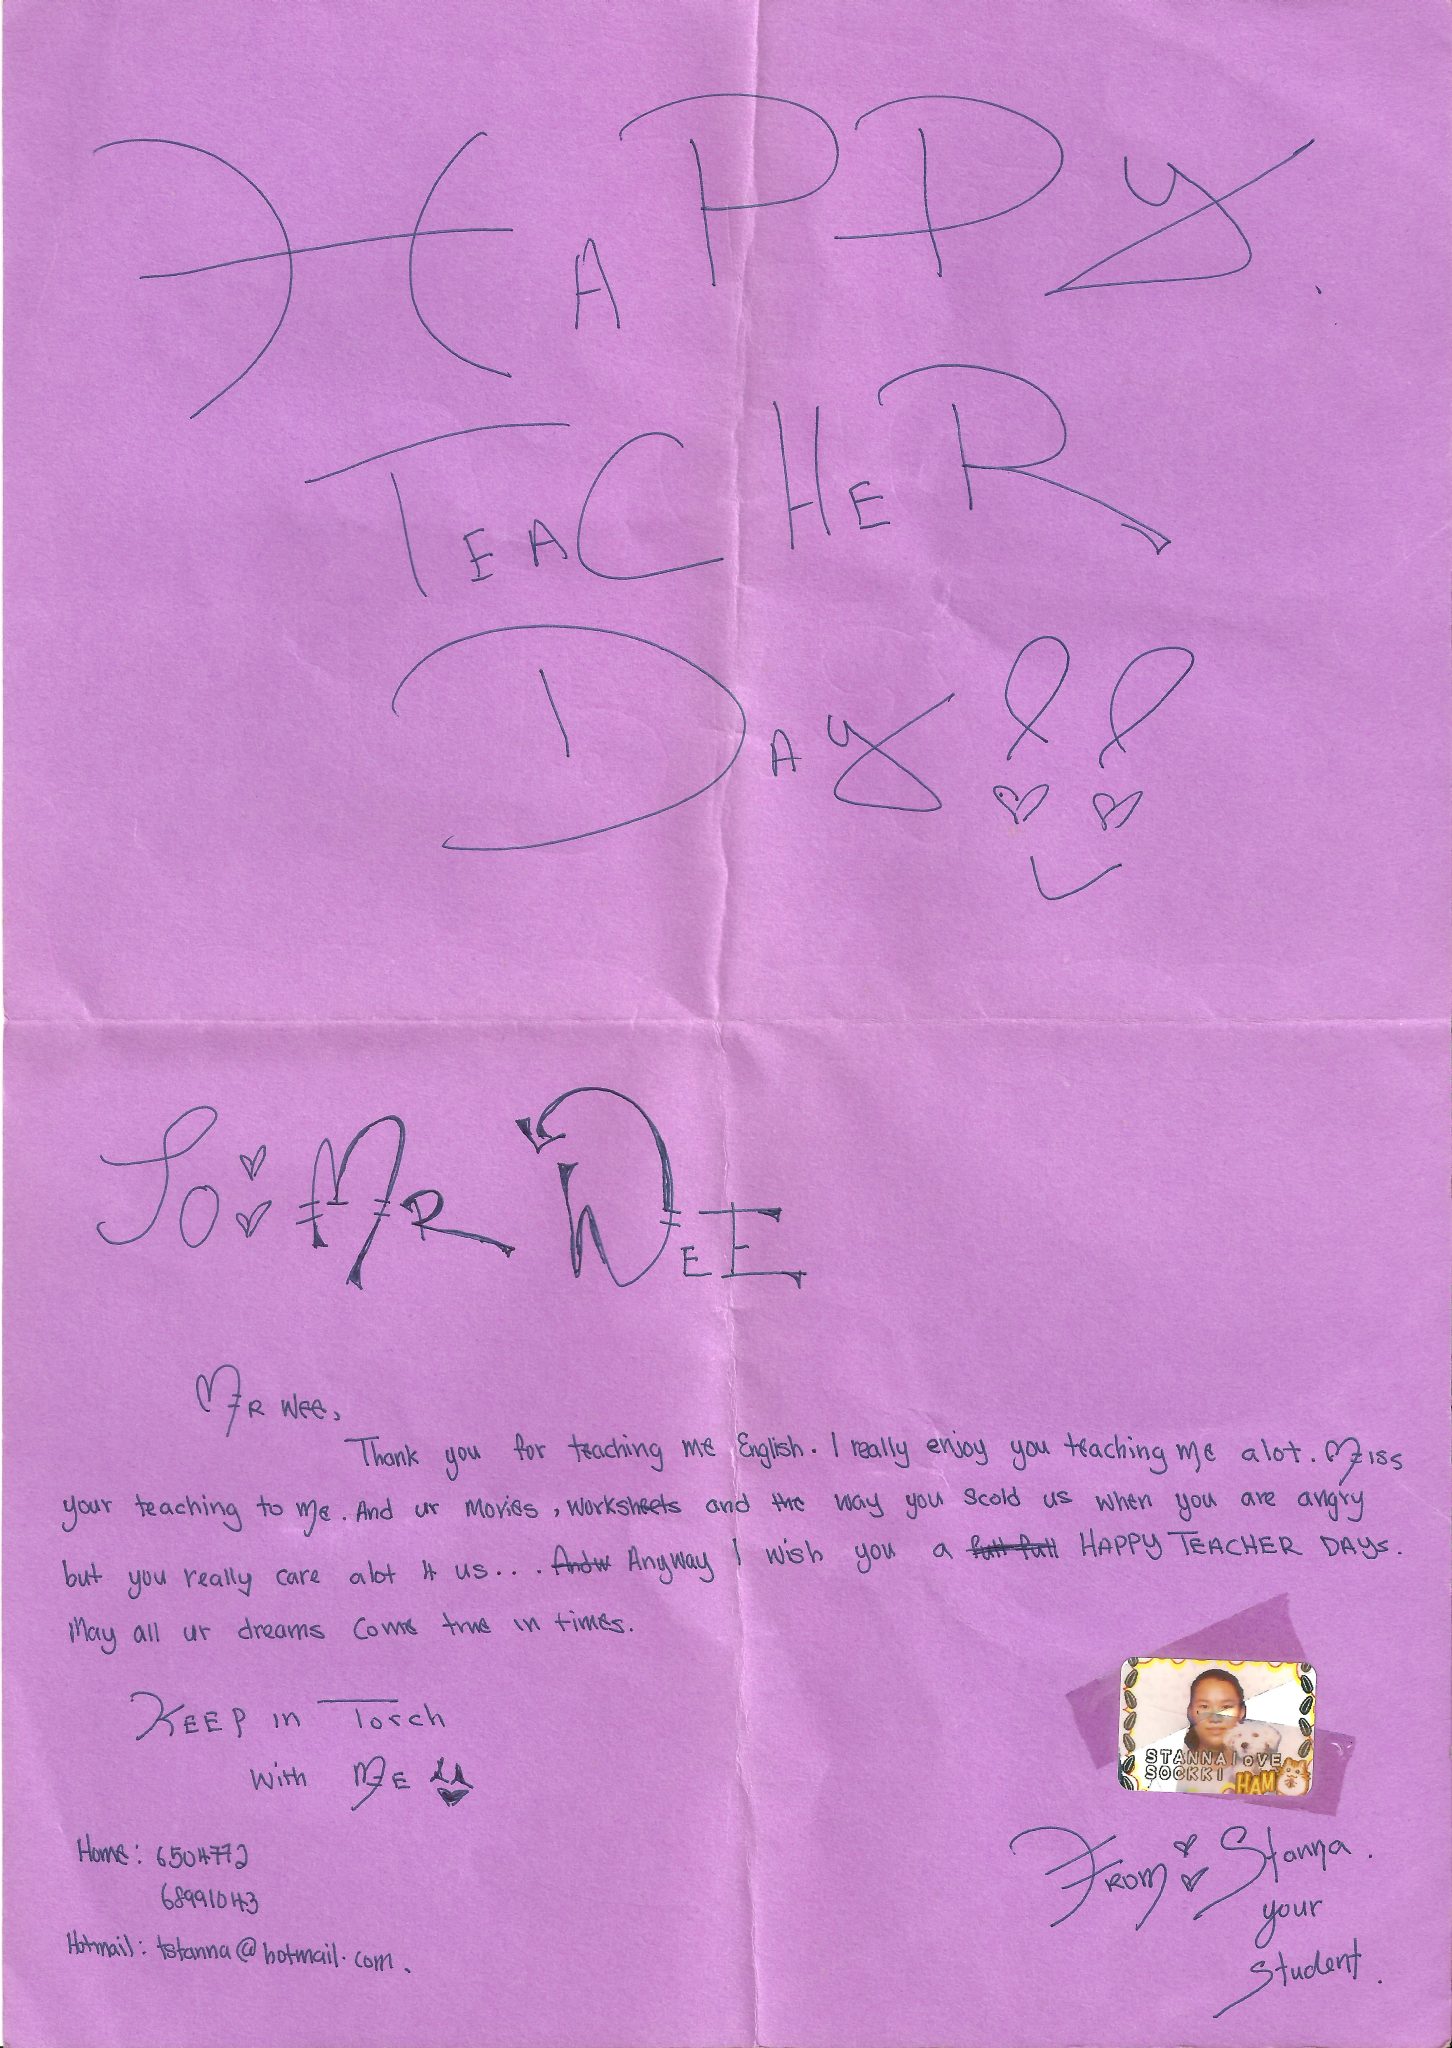 HAPPY.
TEACHER
DAY!!
To: MR WEE
MR Wee,
Thank you for teaching me English. I really enjoy you teaching me alot. Miss
your teaching to me. And ur movies, worksheets and the way you scold us when you are angry
but you really care alot 4 us... . Anyway I wish you a HAPPY TEACHER DAYs.
May all ur dreams come true in times.
KEEP in Torch
with ME !!
Home: 6504772
68991043
Hotmail: tstanna@hotmail.com.
STANNA LOVE
SOCKKI
HAM
FROM: Stanna.
your
student.